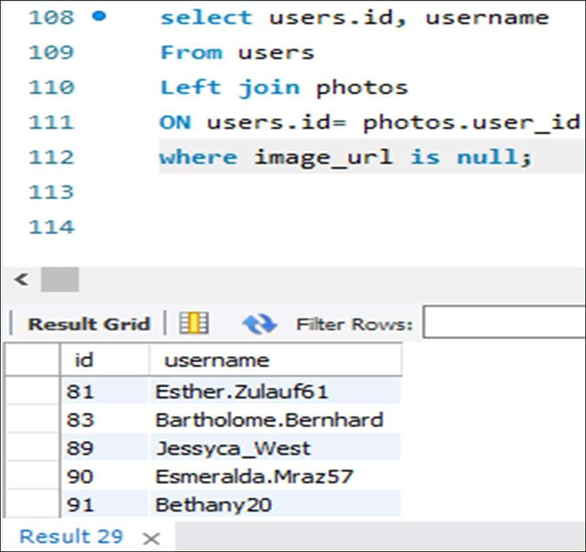 108 select users.id, username
109 From users
110 Left join photos
111 ON users.id= photos.user_id
112 where image_url is null;
113
114
<
Result Grid Filter Rows:
id username
81 Esther.Zulauf61
83 Bartholome.Bernhard
89 Jessyca_West
90 Esmeralda.Mraz57
91 Bethany20
Result 29 ×